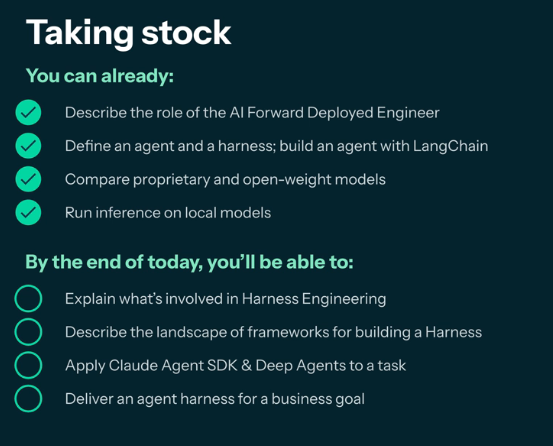 Taking stock
You can already:
Describe the role of the AI Forward Deployed Engineer
Define an agent and a harness; build an agent with LangChain
Compare proprietary and open-weight models
Run inference on local models
By the end of today, you’ll be able to:
Explain what’s involved in Harness Engineering
Describe the landscape of frameworks for building a Harness
Apply Claude Agent SDK & Deep Agents to a task
Deliver an agent harness for a business goal